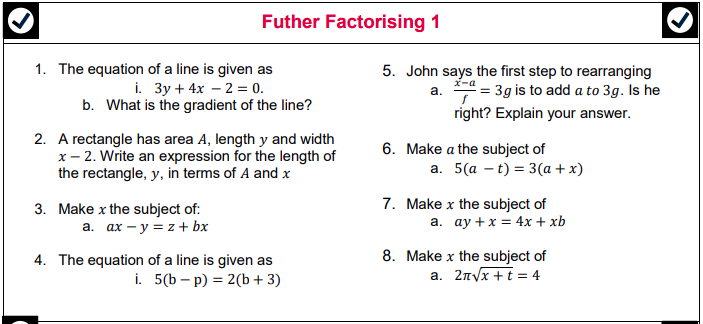 Futher Factorising 1
1. The equation of a line is given as
i. 3y + 4x − 2 = 0.
b. What is the gradient of the line?
2. A rectangle has area A, length y and width
x − 2. Write an expression for the length of
the rectangle, y, in terms of A and x
3. Make x the subject of:
a. ax − y = z + bx
4. The equation of a line is given as
i. 5(b – p) = 2(b + 3)
5. John says the first step to rearranging
a. (x−a)/f = 3g is to add a to 3g. Is he
right? Explain your answer.
6. Make a the subject of
a. 5(a − t) = 3(a + x)
7. Make x the subject of
a. ay + x = 4x + xb
8. Make x the subject of
a. 2π√(x + t) = 4